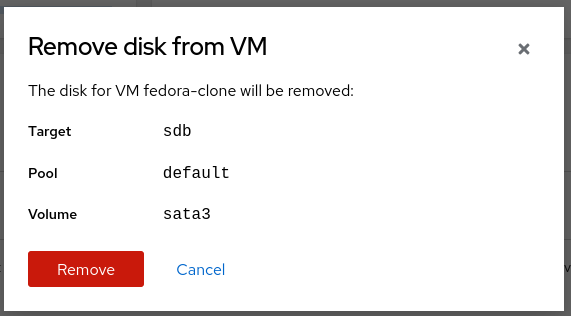 Remove disk from VM
The disk for VM fedora-clone will be removed:
Target sdb
Pool default
Volume sata3
Remove Cancel